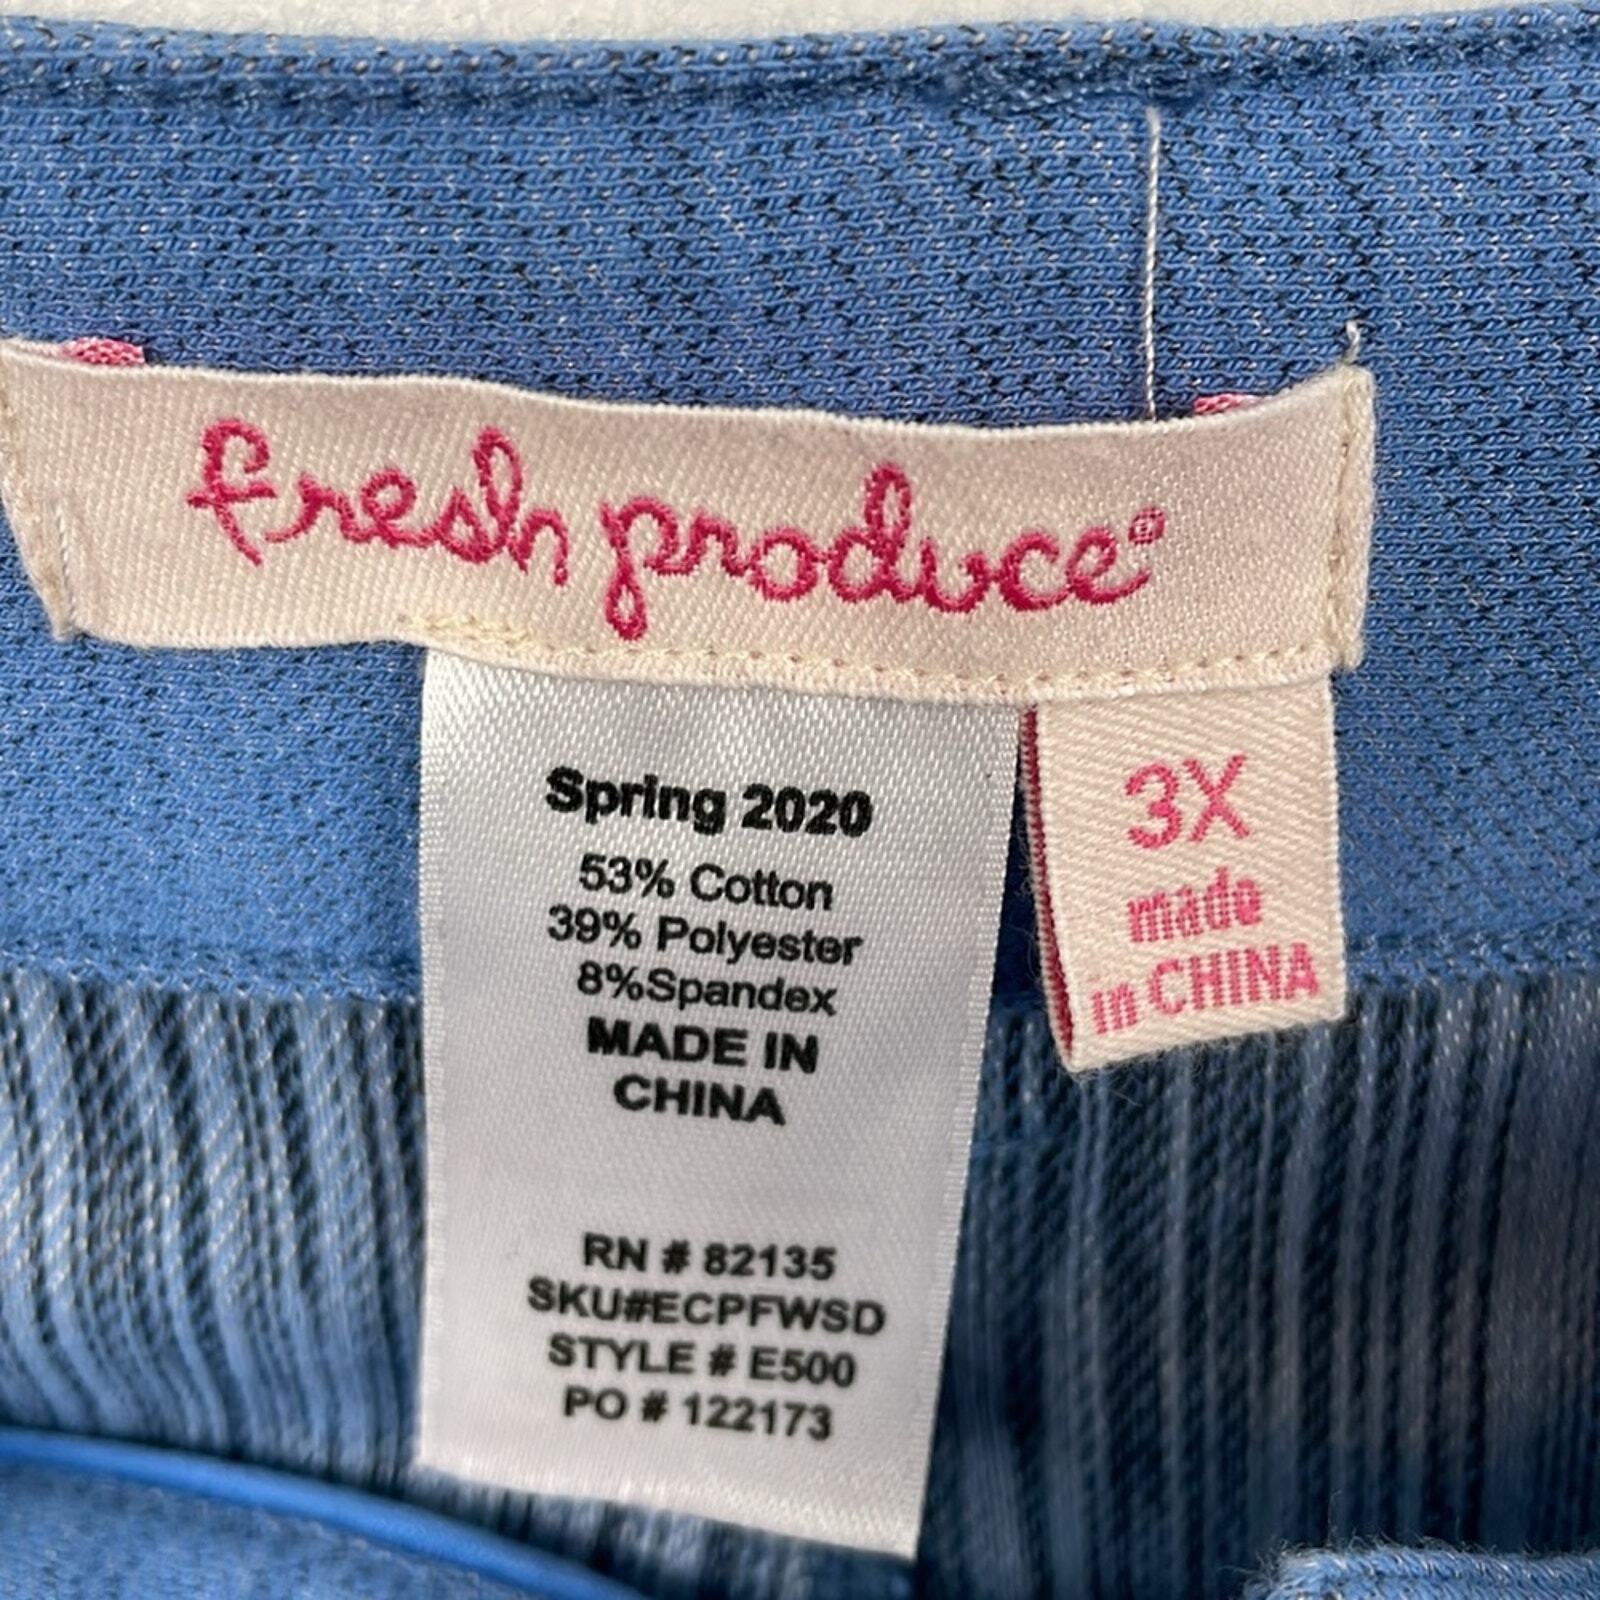 fresh produce®
Spring 2020
53% Cotton
39% Polyester
8%Spandex
MADE IN
CHINA
RN # 82135
SKU#ECPFWSD
STYLE # E500
PO # 122173
3X
made
in CHINA